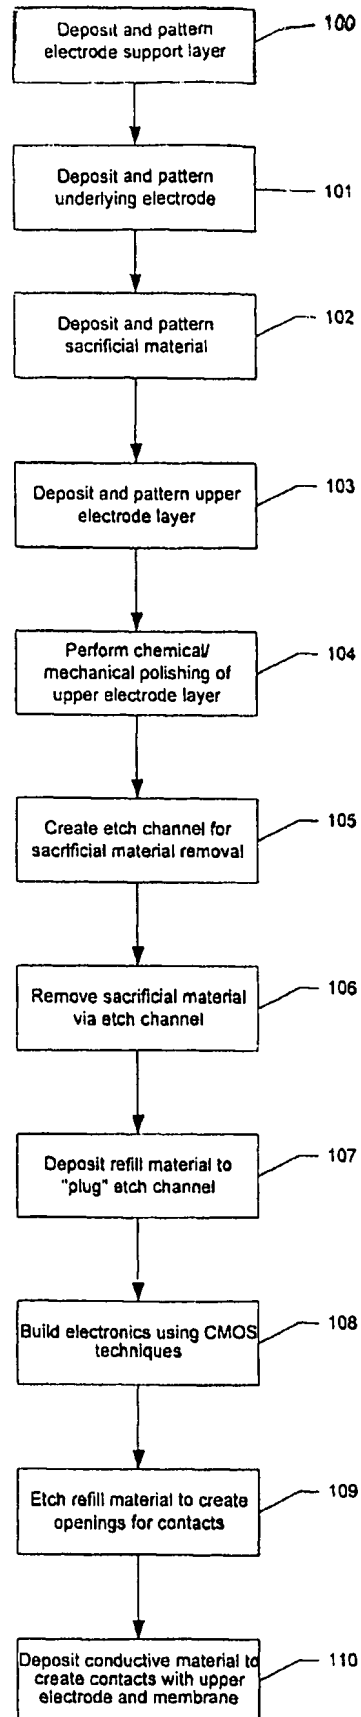 Deposit and pattern
electrode support layer
100
Deposit and pattern
underlying electrode
101
Deposit and pattern
sacrificial material
102
Deposit and pattern upper
electrode layer
103
Perform chemical/
mechanical polishing of
upper electrode layer
104
Create etch channel for
sacrificial material removal
105
Remove sacrificial material
via etch channel
106
Deposit refill material to
"plug" etch channel
107
Build electronics using CMOS
techniques
108
Etch refill material to create
openings for contacts
109
Deposit conductive material to
create contacts with upper
electrode and membrane
110